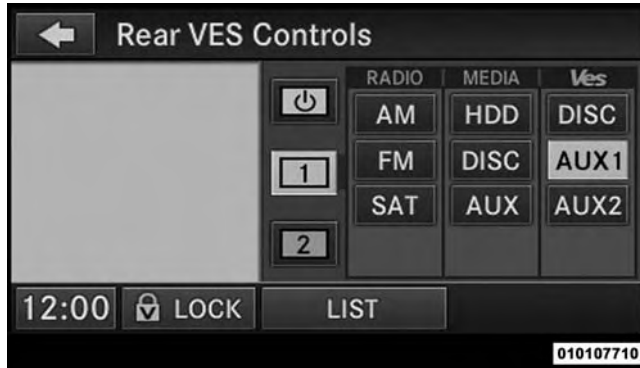 Rear VES Controls
RADIO MEDIA Ves
AM HDD DISC
1 FM DISC AUX1
SAT AUX AUX2
2
12:00 LOCK LIST
010107710